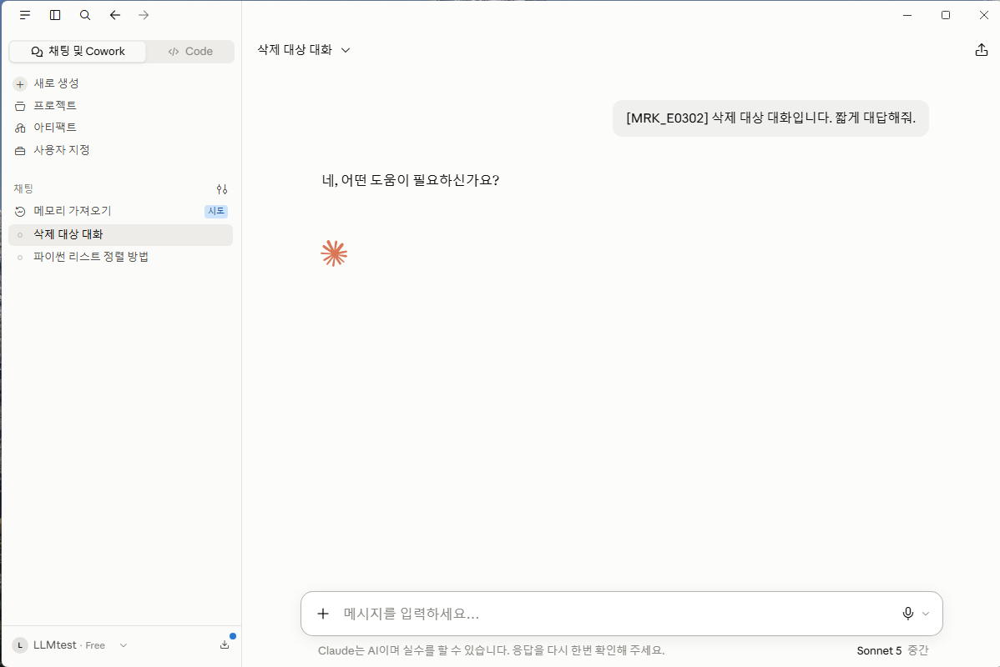 채팅 및 Cowork
Code
새로 생성
프로젝트
아티팩트
사용자 지정
채팅
메모리 가져오기
시도
삭제 대상 대화
파이썬 리스트 정렬 방법
L
LLMtest · Free
삭제 대상 대화
[MRK_E0302] 삭제 대상 대화입니다. 짧게 대답해줘.
네, 어떤 도움이 필요하신가요?
메시지를 입력하세요...
Claude는 AI이며 실수를 할 수 있습니다. 응답을 다시 한번 확인해 주세요.
Sonnet 5 중간